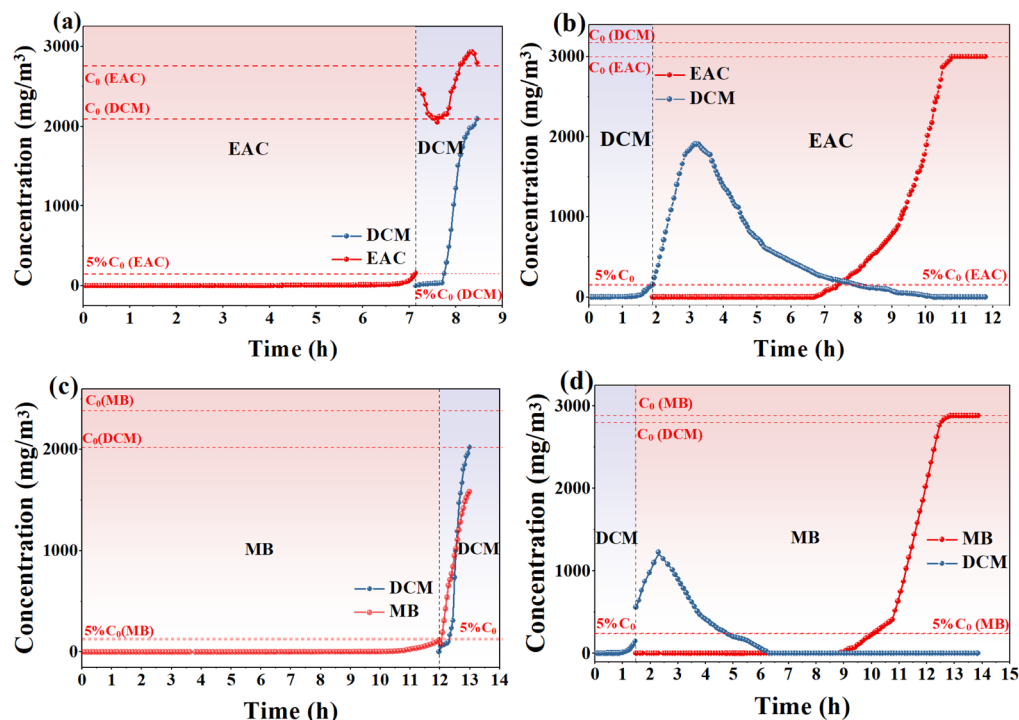 (a)
Concentration (mg/m³)
3000
2000
1000
0
C₀ (EAC)
C₀ (DCM)
EAC
DCM
DCM
EAC
5%C₀ (EAC)
5%C₀ (DCM)
0 1 2 3 4 5 6 7 8 9
Time (h)
(b)
Concentration (mg/m³)
3000
2000
1000
0
C₀ (DCM)
C₀ (EAC)
EAC
DCM
DCM
EAC
5%C₀
5%C₀ (EAC)
0 1 2 3 4 5 6 7 8 9 10 11 12
Time (h)
(c)
Concentration (mg/m³)
2000
1000
0
C₀(MB)
C₀(DCM)
MB
DCM
DCM
MB
5%C₀(MB)
5%C₀
0 1 2 3 4 5 6 7 8 9 10 11 12 13 14
Time (h)
(d)
Concentration (mg/m³)
3000
2000
1000
0
C₀ (MB)
C₀ (DCM)
DCM
MB
MB
DCM
5%C₀
5%C₀ (MB)
0 1 2 3 4 5 6 7 8 9 10 11 12 13 14 15
Time (h)